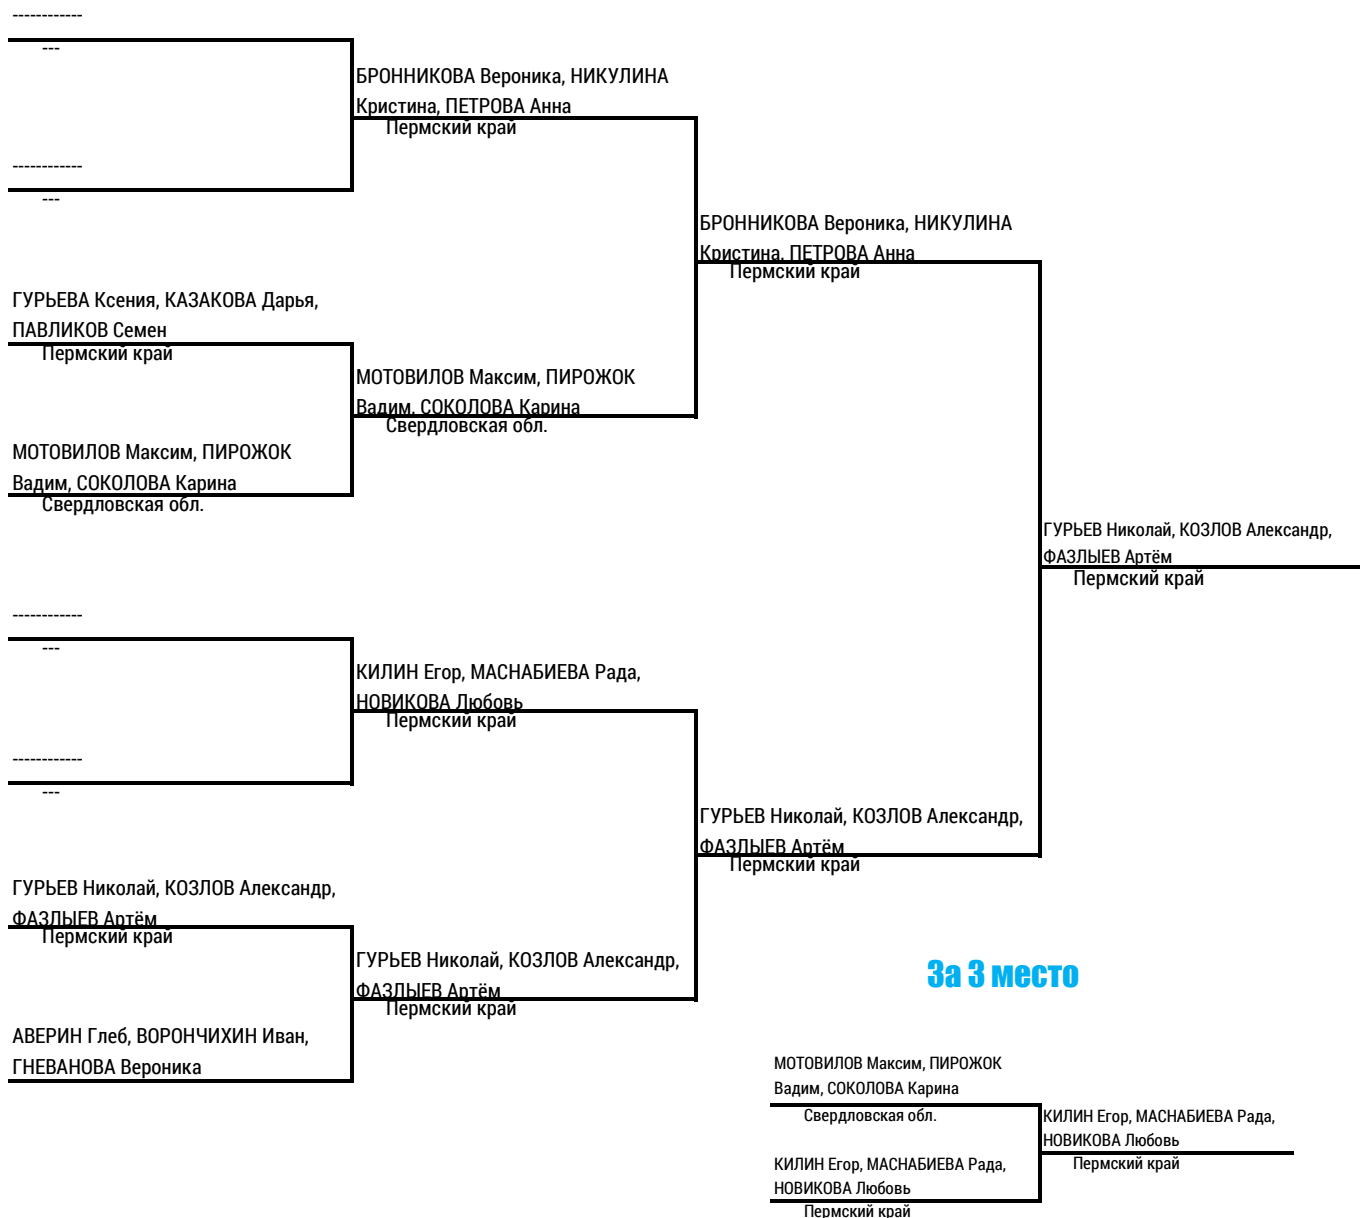 ------------
---
БРОННИКОВА Вероника, НИКУЛИНА
Кристина, ПЕТРОВА Анна
Пермский край
------------
---
БРОННИКОВА Вероника, НИКУЛИНА
Кристина, ПЕТРОВА Анна
Пермский край
ГУРЬЕВА Ксения, КАЗАКОВА Дарья,
ПАВЛИКОВ Семен
Пермский край
МОТОВИЛОВ Максим, ПИРОЖОК
Вадим, СОКОЛОВА Карина
Свердловская обл.
МОТОВИЛОВ Максим, ПИРОЖОК
Вадим, СОКОЛОВА Карина
Свердловская обл.
ГУРЬЕВ Николай, КОЗЛОВ Александр,
ФАЗЛЫЕВ Артём
Пермский край
------------
---
КИЛИН Егор, МАСНАБИЕВА Рада,
НОВИКОВА Любовь
Пермский край
------------
---
ГУРЬЕВ Николай, КОЗЛОВ Александр,
ФАЗЛЫЕВ Артём
Пермский край
ГУРЬЕВ Николай, КОЗЛОВ Александр,
ФАЗЛЫЕВ Артём
Пермский край
ГУРЬЕВ Николай, КОЗЛОВ Александр,
ФАЗЛЫЕВ Артём
Пермский край
За 3 место
АВЕРИН Глеб, ВОРОНЧИХИН Иван,
ГНЕВАНОВА Вероника
МОТОВИЛОВ Максим, ПИРОЖОК
Вадим, СОКОЛОВА Карина
Свердловская обл.
КИЛИН Егор, МАСНАБИЕВА Рада,
НОВИКОВА Любовь
Пермский край
КИЛИН Егор, МАСНАБИЕВА Рада,
НОВИКОВА Любовь
Пермский край